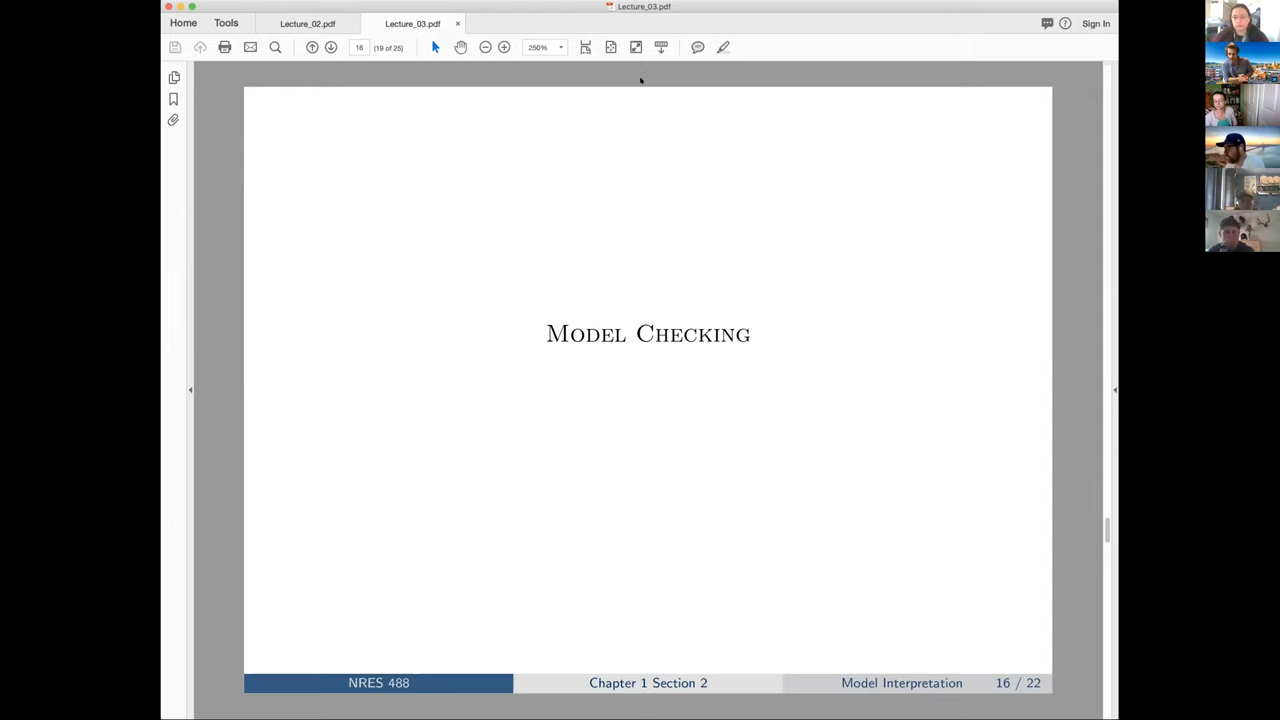 Lecture_03.pdf
Home Tools Lecture_02.pdf Lecture_03.pdf × Sign In
16 (19 of 25) 250%
Model Checking
NRES 488 Chapter 1 Section 2 Model Interpretation 16 / 22